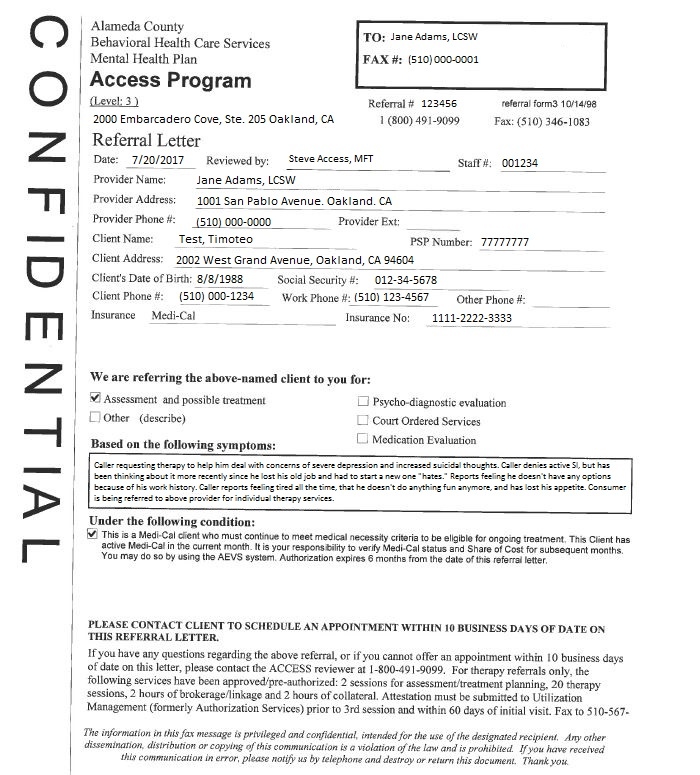 CONFIDENTIAL
Alameda County
Behavioral Health Care Services
Mental Health Plan
Access Program
(Level: 3 )
TO: Jane Adams, LCSW
FAX #: (510) 000-0001
Referral # 123456 referral form3 10/14/98
2000 Embarcadero Cove, Ste. 205 Oakland, CA 1 (800) 491-9099 Fax: (510) 346-1083
Referral Letter
Date: 7/20/2017 Reviewed by: Steve Access, MFT Staff #: 001234
Provider Name: Jane Adams, LCSW
Provider Address: 1001 San Pablo Avenue. Oakland. CA
Provider Phone #: (510) 000-0000 Provider Ext:
Client Name: Test, Timoteo PSP Number: 77777777
Client Address: 2002 West Grand Avenue, Oakland, CA 94604
Client's Date of Birth: 8/8/1988 Social Security #: 012-34-5678
Client Phone #: (510) 000-1234 Work Phone #: (510) 123-4567 Other Phone #:
Insurance Medi-Cal Insurance No: 1111-2222-3333
We are referring the above-named client to you for:
Assessment and possible treatment Psycho-diagnostic evaluation
Other (describe) Court Ordered Services
Medication Evaluation
Based on the following symptoms:
Caller requesting therapy to help him deal with concerns of severe depression and increased suicidal thoughts. Caller denies active SI, but has
been thinking about it more recently since he lost his old job and had to start a new one "hates." Reports feeling he doesn't have any options
because of his work history. Caller reports feeling tired all the time, that he doesn't do anything fun anymore, and has lost his appetite. Consumer
is being referred to above provider for individual therapy services.
Under the following condition:
This is a Medi-Cal client who must continue to meet medical necessity criteria to be eligible for ongoing treatment. This Client has
active Medi-Cal in the current month. It is your responsibility to verify Medi-Cal status and Share of Cost for subsequent months.
You may do so by using the AEVS system. Authorization expires 6 months from the date of this referral letter.
PLEASE CONTACT CLIENT TO SCHEDULE AN APPOINTMENT WITHIN 10 BUSINESS DAYS OF DATE ON
THIS REFERRAL LETTER.
If you have any questions regarding the above referral, or if you cannot offer an appointment within 10 business days
of date on this letter, please contact the ACCESS reviewer at 1-800-491-9099. For therapy referrals only, the
following services have been approved/pre-authorized: 2 sessions for assessment/treatment planning, 20 therapy
sessions, 2 hours of brokerage/linkage and 2 hours of collateral. Attestation must be submitted to Utilization
Management (formerly Authorization Services) prior to 3rd session and within 60 days of initial visit. Fax to 510-567-
The information in this fax message is privileged and confidential, intended for the use of the designated recipient. Any other
dissemination, distribution or copying of this communication is a violation of the law and is prohibited. If you have received
this communication in error, please notify us by telephone and destroy or return this document. Thank you.